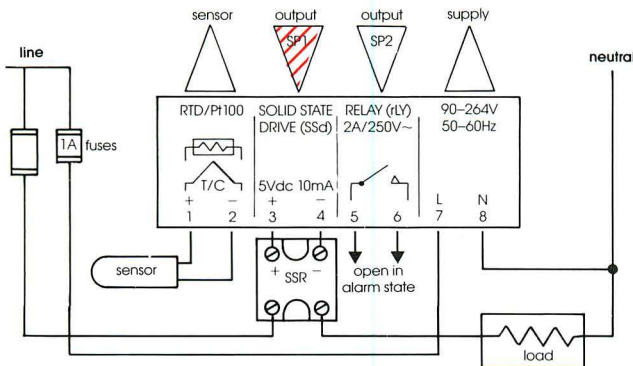 sensor
output
output
supply
SP1
SP2
line
neutral
RTD/Pt100
SOLID STATE
DRIVE (SSd)
RELAY (rLY)
2A/250V~
90–264V
50–60Hz
1A fuses
T/C
5Vdc 10mA
+ − + − L N
1 2 3 4 5 6 7 8
sensor
+ SSR −
open in
alarm state
load